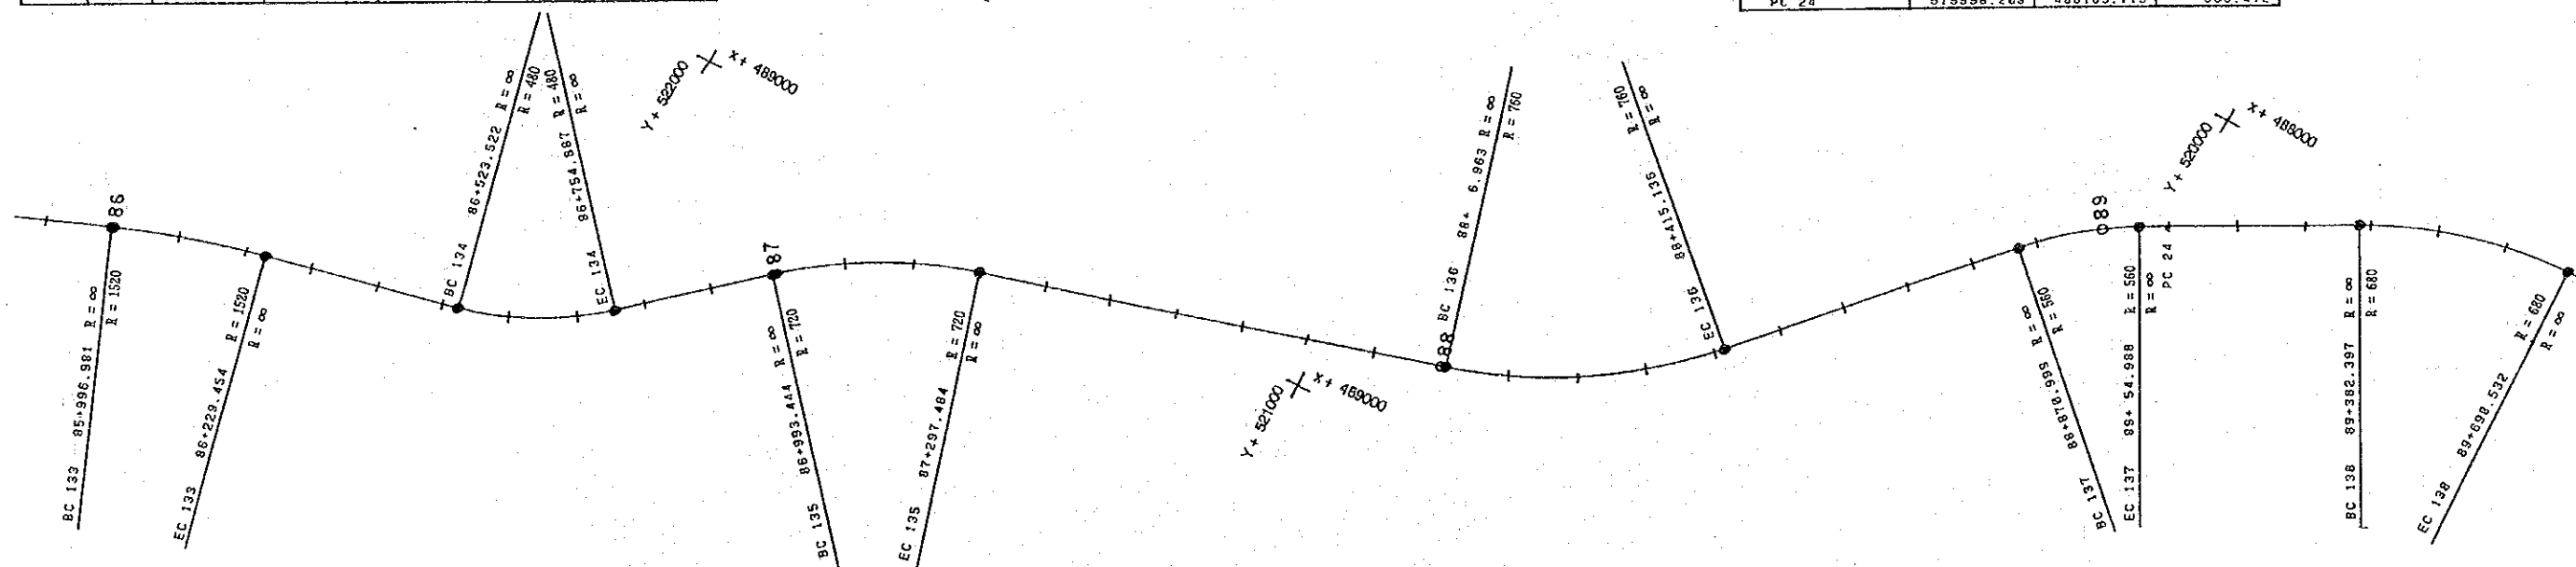 PC 24
86
BC 133 85+996.981 R = ∞
R = 1520
EC 133 86+229.454 R = 1520
R = ∞
BC 134 86+523.522 R = ∞
R = 480
EC 134 86+754.887 R = 480
R = ∞
Y + 522000 X + 489000
87
BC 135 86+993.444 R = ∞
R = 720
EC 135 87+297.484 R = 720
R = ∞
88
BC 136 88+ 6.963 R = ∞
R = 760
Y + 521000 X + 489000
EC 136 88+415.136 R = 760
R = ∞
BC 137 88+878.999 R = ∞
R = 560
89
EC 137 89+ 54.988 R = 560
R = ∞
PC 24
Y + 520000 X + 488000
BC 138 89+382.397 R = ∞
R = 680
EC 138 89+698.532 R = 680
R = ∞